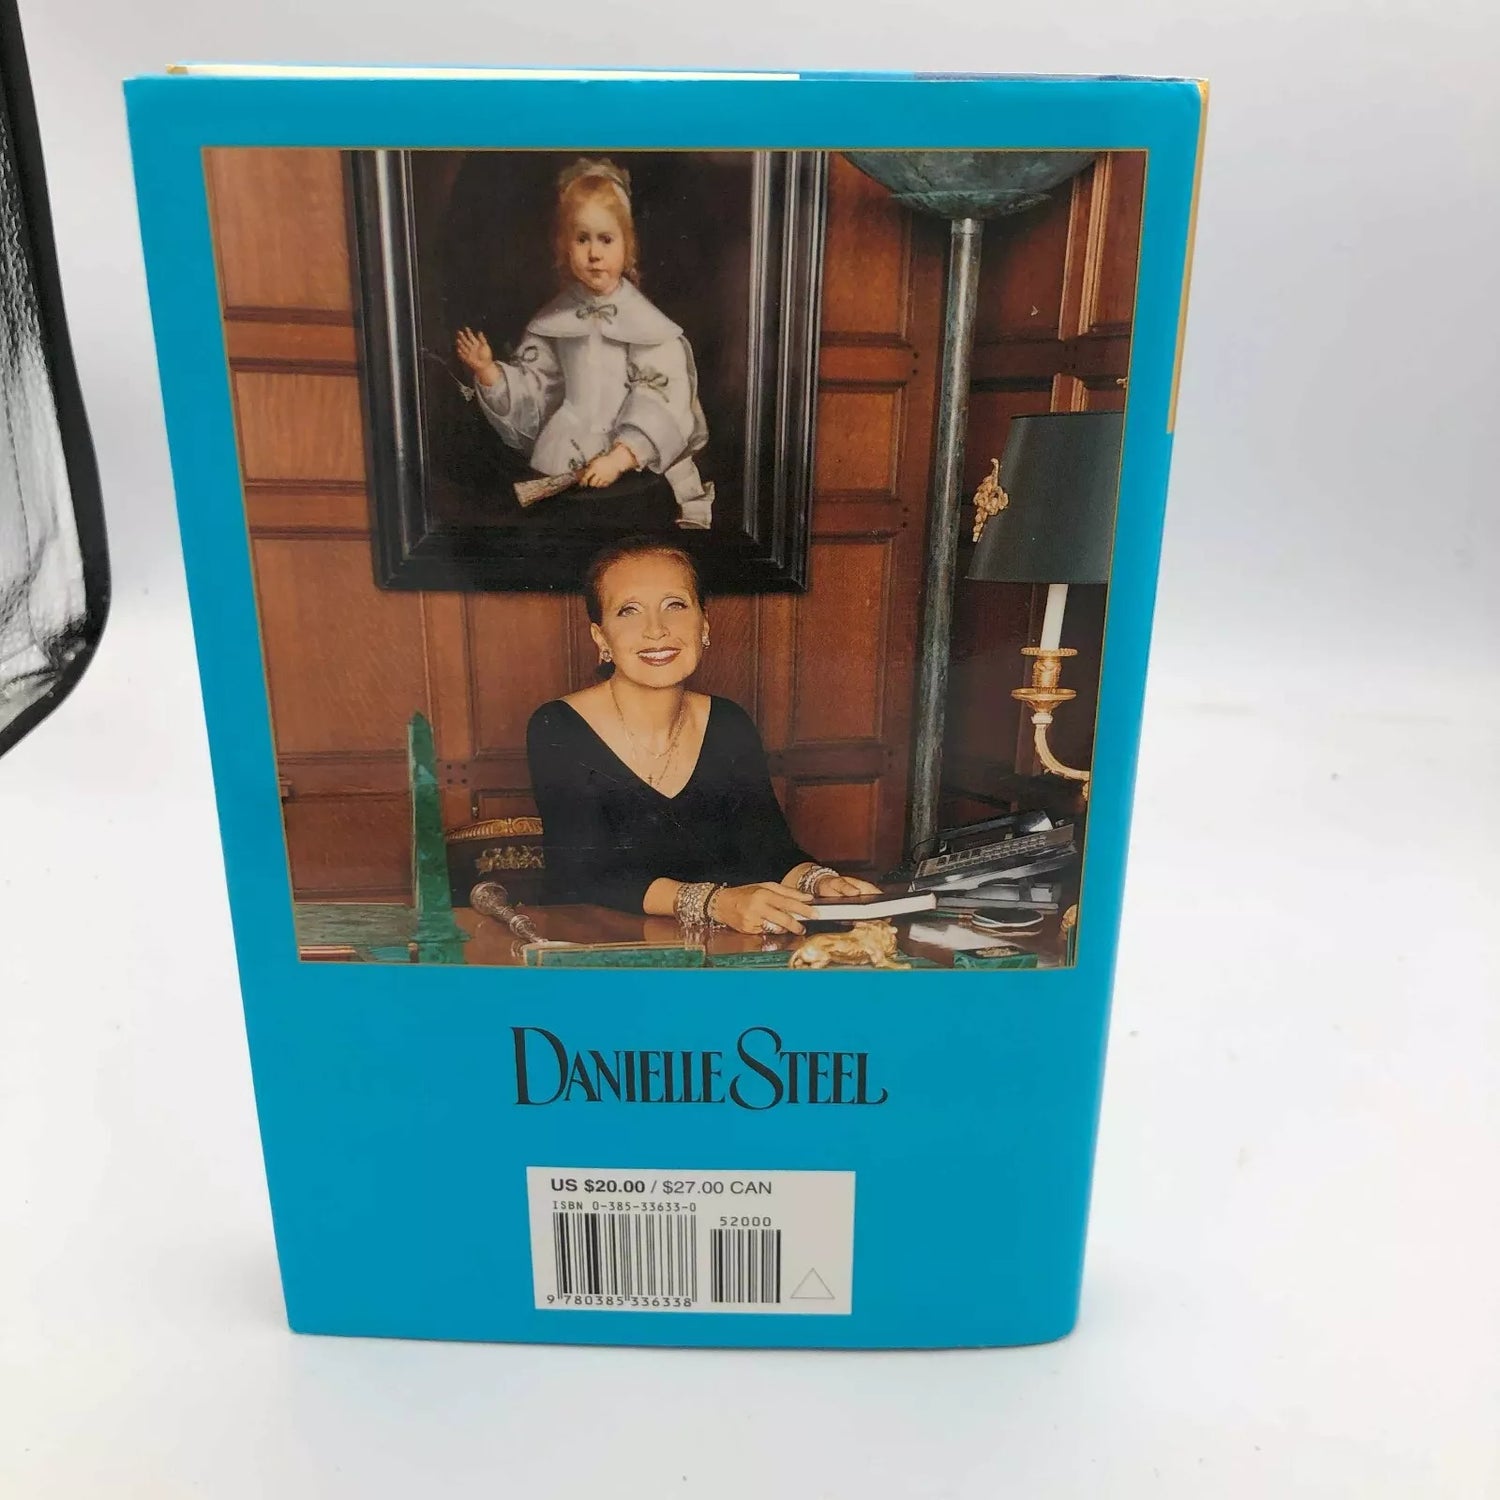 DANIELLE STEEL
US $20.00 / $27.00 CAN
ISBN 0-385-33633-0
52000
9 780385 336338